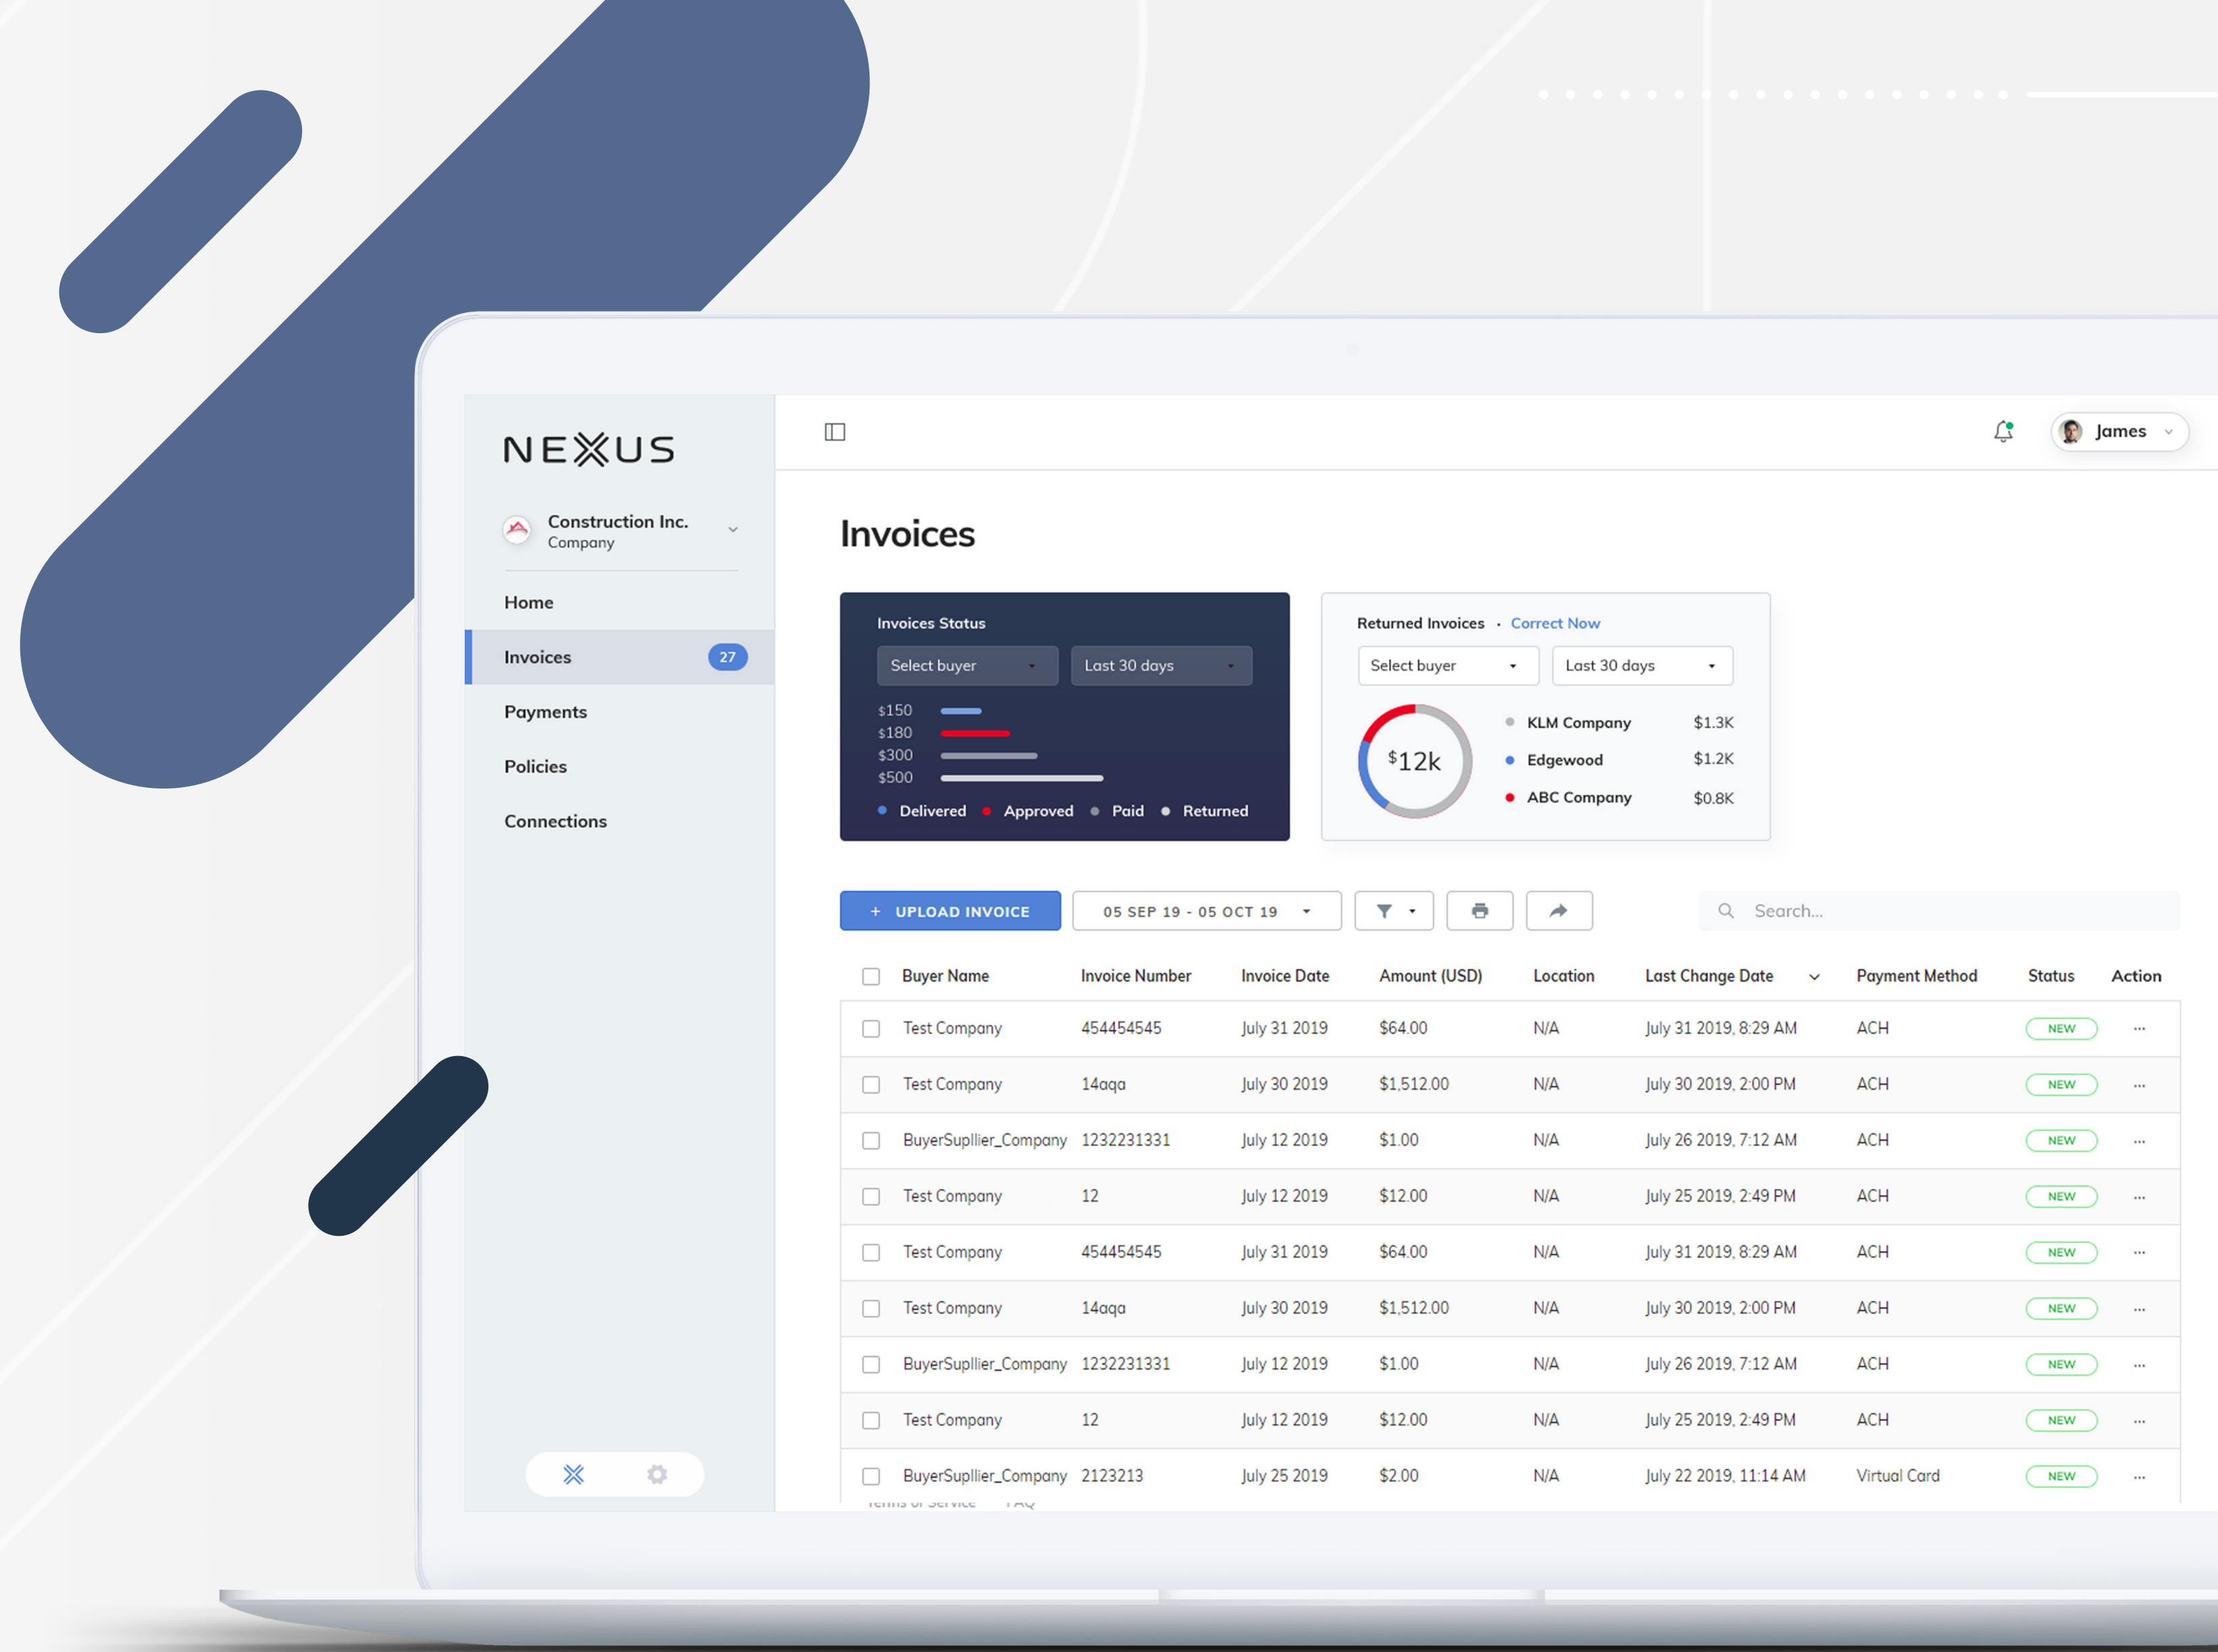 NEXUS
Construction Inc.
Company
Home
Invoices 27
Payments
Policies
Connections
James
Invoices
Invoices Status
Select buyer Last 30 days
$150
$180
$300
$500
Delivered Approved Paid Returned
Returned Invoices · Correct Now
Select buyer Last 30 days
$12k
KLM Company $1.3K
Edgewood $1.2K
ABC Company $0.8K
+ UPLOAD INVOICE 05 SEP 19 - 05 OCT 19 Search...
Buyer Name Invoice Number Invoice Date Amount (USD) Location Last Change Date Payment Method Status Action
Test Company 454454545 July 31 2019 $64.00 N/A July 31 2019, 8:29 AM ACH NEW ...
Test Company 14aqa July 30 2019 $1,512.00 N/A July 30 2019, 2:00 PM ACH NEW ...
BuyerSupllier_Company 1232231331 July 12 2019 $1.00 N/A July 26 2019, 7:12 AM ACH NEW ...
Test Company 12 July 12 2019 $12.00 N/A July 25 2019, 2:49 PM ACH NEW ...
Test Company 454454545 July 31 2019 $64.00 N/A July 31 2019, 8:29 AM ACH NEW ...
Test Company 14aqa July 30 2019 $1,512.00 N/A July 30 2019, 2:00 PM ACH NEW ...
BuyerSupllier_Company 1232231331 July 12 2019 $1.00 N/A July 26 2019, 7:12 AM ACH NEW ...
Test Company 12 July 12 2019 $12.00 N/A July 25 2019, 2:49 PM ACH NEW ...
BuyerSupllier_Company 2123213 July 25 2019 $2.00 N/A July 22 2019, 11:14 AM Virtual Card NEW ...
Terms of Service FAQ